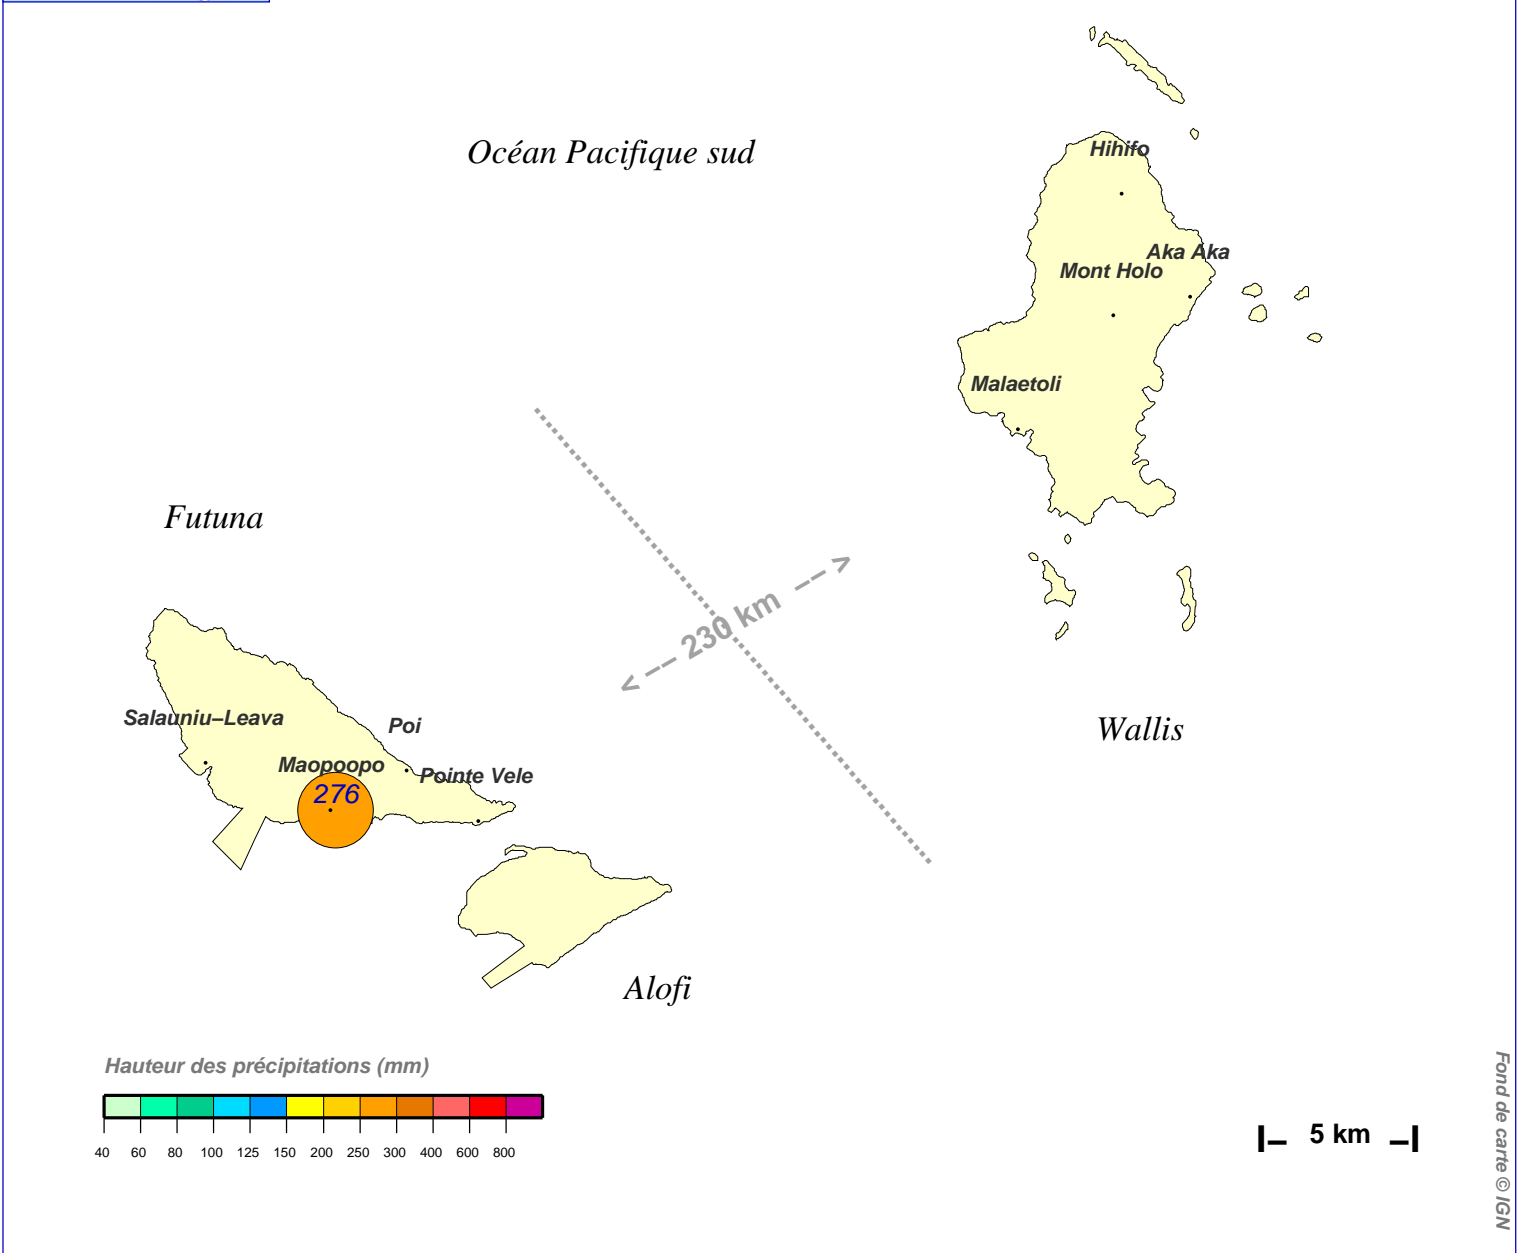 Océan Pacifique sud
Hihifo
Aka Aka
Mont Holo
Malaetoli
Futuna
230 km
Salauniu–Leava
Poi
Wallis
Maopoopo
Pointe Vele
276
Alofi
Hauteur des précipitations (mm)
40 60 80 100 125 150 200 250 300 400 600 800
5 km
Fond de carte © IGN